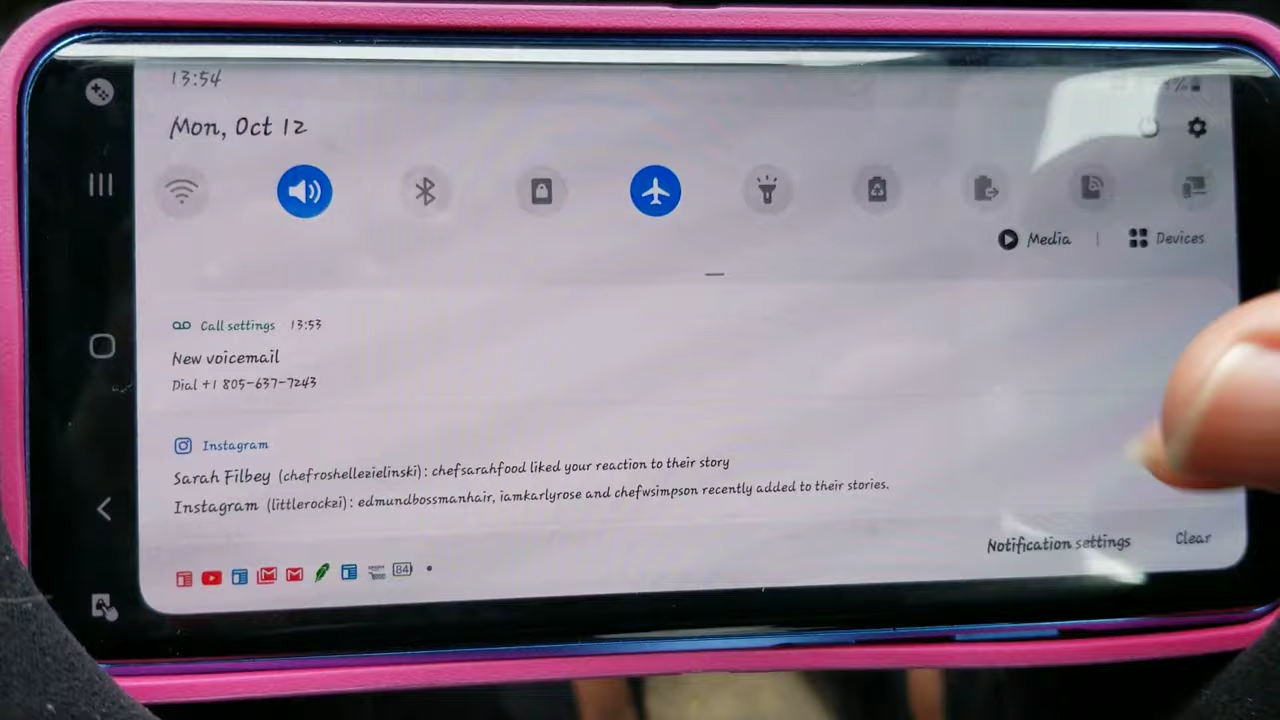 13:54
Mon, Oct 12
Media | Devices
Call settings 13:53
New voicemail
Dial +1 805-637-7243
Instagram
Sarah Filbey (chefroshellezielinski): chefsarahfood liked your reaction to their story
Instagram (littlerockzi): edmundbossmanhair, iamkarlyrose and chefwsimpson recently added to their stories.
Notification settings Clear
84